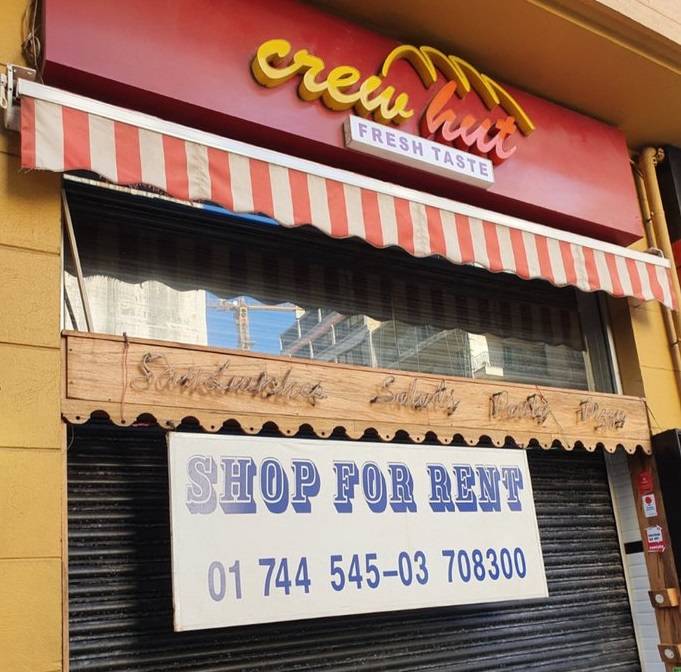 crew hut
FRESH TASTE
Sandwiches Salads Pasta Pizza
SHOP FOR RENT
01 744 545-03 708300